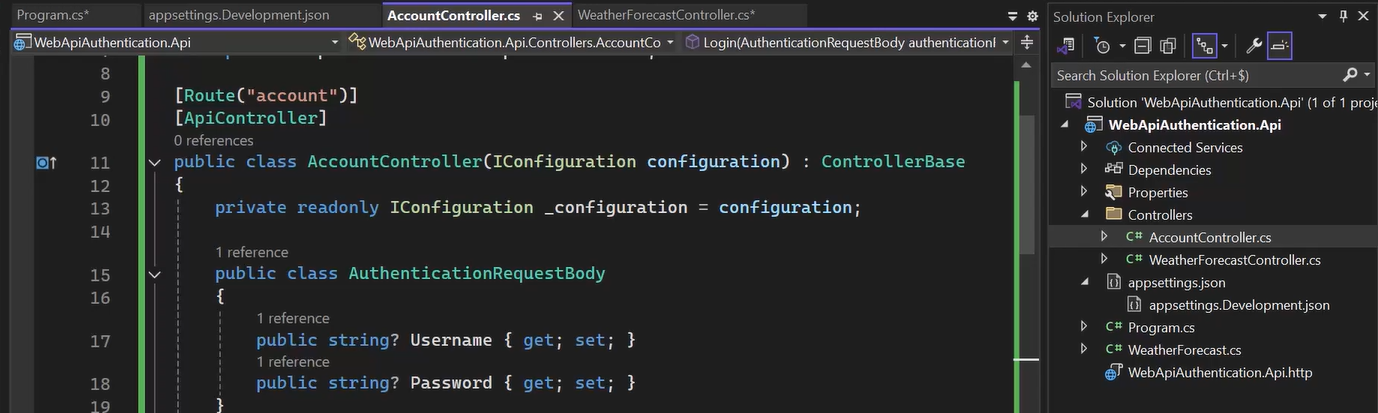 Program.cs*
appsettings.Development.json
AccountController.cs
WeatherForecastController.cs*
WebApiAuthentication.Api
WebApiAuthentication.Api.Controllers.AccountCo
Login(AuthenticationRequestBody authenticationI
8
9 [Route("account")]
10 [ApiController]
0 references
11 public class AccountController(IConfiguration configuration) : ControllerBase
12 {
13 private readonly IConfiguration _configuration = configuration;
14
1 reference
15 public class AuthenticationRequestBody
16 {
1 reference
17 public string? Username { get; set; }
1 reference
18 public string? Password { get; set; }
19 }
Solution Explorer
Search Solution Explorer (Ctrl+$)
Solution 'WebApiAuthentication.Api' (1 of 1 proje
WebApiAuthentication.Api
Connected Services
Dependencies
Properties
Controllers
C# AccountController.cs
C# WeatherForecastController.cs
appsettings.json
appsettings.Development.json
C# Program.cs
C# WeatherForecast.cs
WebApiAuthentication.Api.http